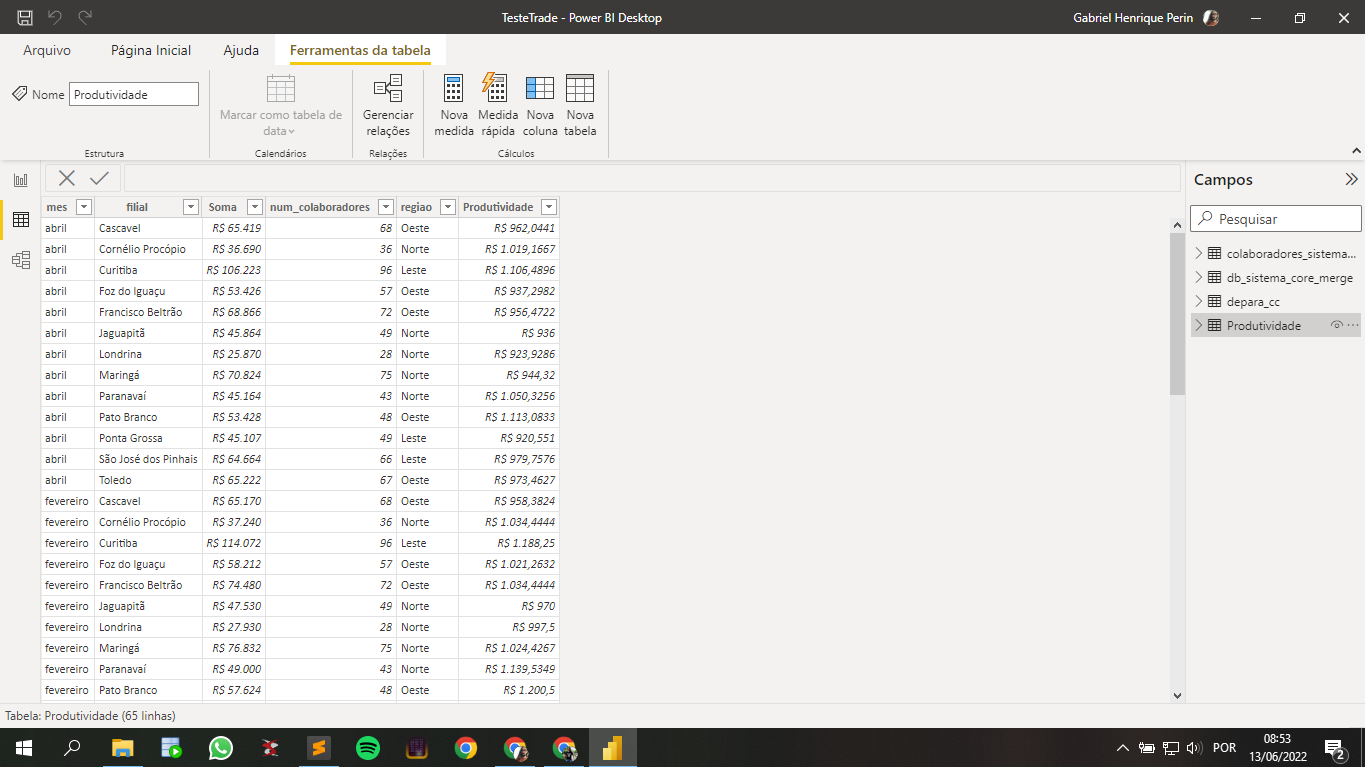 TesteTrade - Power BI Desktop
Gabriel Henrique Perin
Arquivo Página Inicial Ajuda Ferramentas da tabela
Nome Produtividade
Marcar como tabela de data
Gerenciar relações
Nova medida
Medida rápida
Nova coluna
Nova tabela
Estrutura Calendários Relações Cálculos
mes filial Soma num_colaboradores regiao Produtividade
abril Cascavel R$ 65.419 68 Oeste R$ 962,0441
abril Cornélio Procópio R$ 36.690 36 Norte R$ 1.019,1667
abril Curitiba R$ 106.223 96 Leste R$ 1.106,4896
abril Foz do Iguaçu R$ 53.426 57 Oeste R$ 937,2982
abril Francisco Beltrão R$ 68.866 72 Oeste R$ 956,4722
abril Jaguapitã R$ 45.864 49 Norte R$ 936
abril Londrina R$ 25.870 28 Norte R$ 923,9286
abril Maringá R$ 70.824 75 Norte R$ 944,32
abril Paranavaí R$ 45.164 43 Norte R$ 1.050,3256
abril Pato Branco R$ 53.428 48 Oeste R$ 1.113,0833
abril Ponta Grossa R$ 45.107 49 Leste R$ 920,551
abril São José dos Pinhais R$ 64.664 66 Leste R$ 979,7576
abril Toledo R$ 65.222 67 Oeste R$ 973,4627
fevereiro Cascavel R$ 65.170 68 Oeste R$ 958,3824
fevereiro Cornélio Procópio R$ 37.240 36 Norte R$ 1.034,4444
fevereiro Curitiba R$ 114.072 96 Leste R$ 1.188,25
fevereiro Foz do Iguaçu R$ 58.212 57 Oeste R$ 1.021,2632
fevereiro Francisco Beltrão R$ 74.480 72 Oeste R$ 1.034,4444
fevereiro Jaguapitã R$ 47.530 49 Norte R$ 970
fevereiro Londrina R$ 27.930 28 Norte R$ 997,5
fevereiro Maringá R$ 76.832 75 Norte R$ 1.024,4267
fevereiro Paranavaí R$ 49.000 43 Norte R$ 1.139,5349
fevereiro Pato Branco R$ 57.624 48 Oeste R$ 1.200,5
Campos
Pesquisar
colaboradores_sistema...
db_sistema_core_merge
depara_cc
Produtividade
Tabela: Produtividade (65 linhas)
POR
08:53
13/06/2022
2